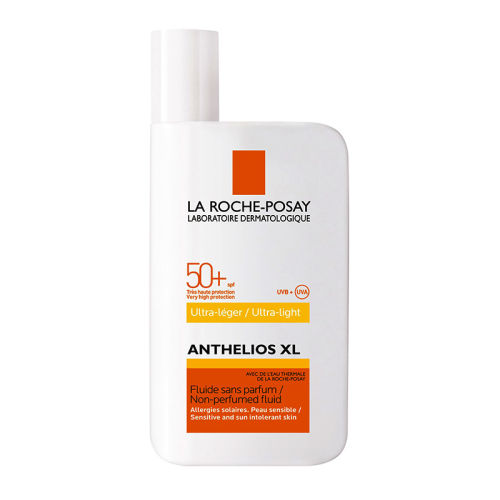 LA ROCHE-POSAY
LABORATOIRE DERMATOLOGIQUE
50+ spf
Très haute protection
Very high protection
UVB + UVA
Ultra-léger / Ultra-light
ANTHELIOS XL
AVEC DE L'EAU THERMALE
DE LA ROCHE-POSAY
Fluide sans parfum /
Non-perfumed fluid
Allergies solaires. Peau sensible /
Sensitive and sun intolerant skin